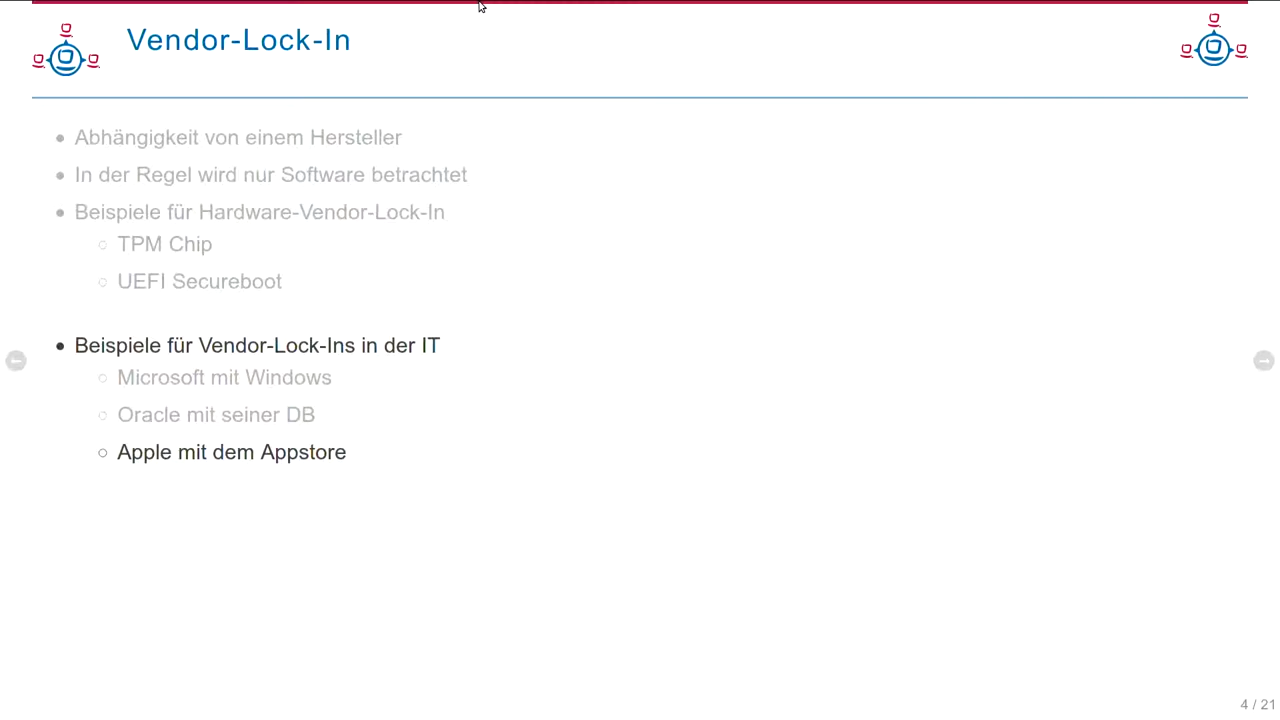 Vendor-Lock-In
Abhängigkeit von einem Hersteller
In der Regel wird nur Software betrachtet
Beispiele für Hardware-Vendor-Lock-In
TPM Chip
UEFI Secureboot
Beispiele für Vendor-Lock-Ins in der IT
Microsoft mit Windows
Oracle mit seiner DB
Apple mit dem Appstore
4 / 21